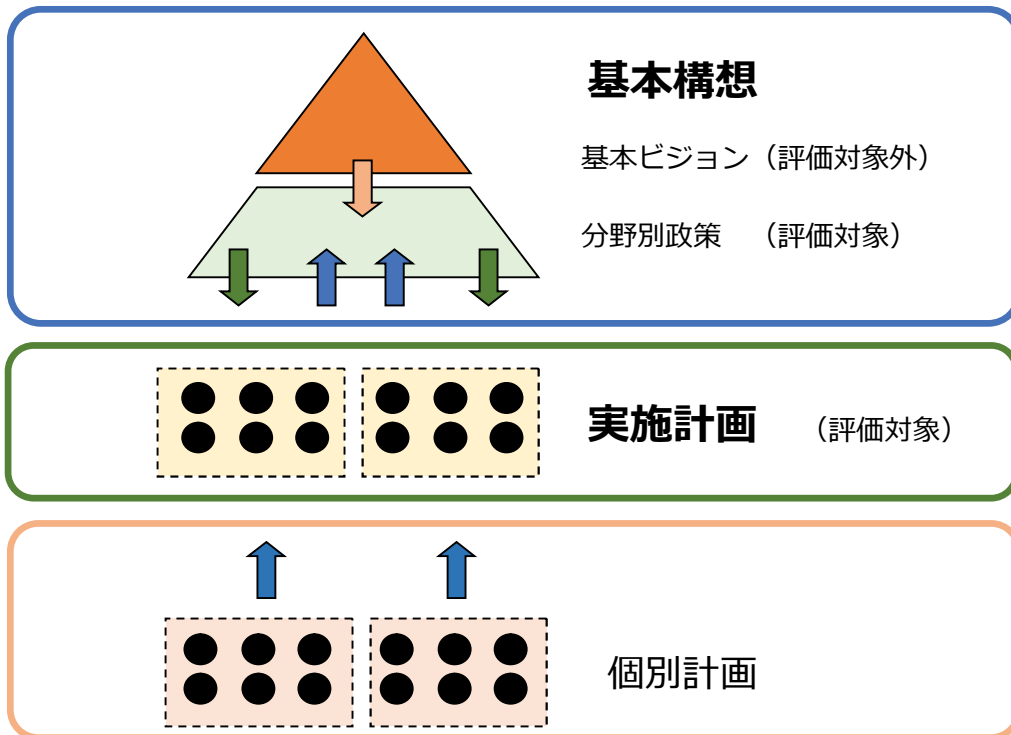 基本構想
基本ビジョン（評価対象外）
分野別政策　（評価対象）
実施計画　（評価対象）
個別計画